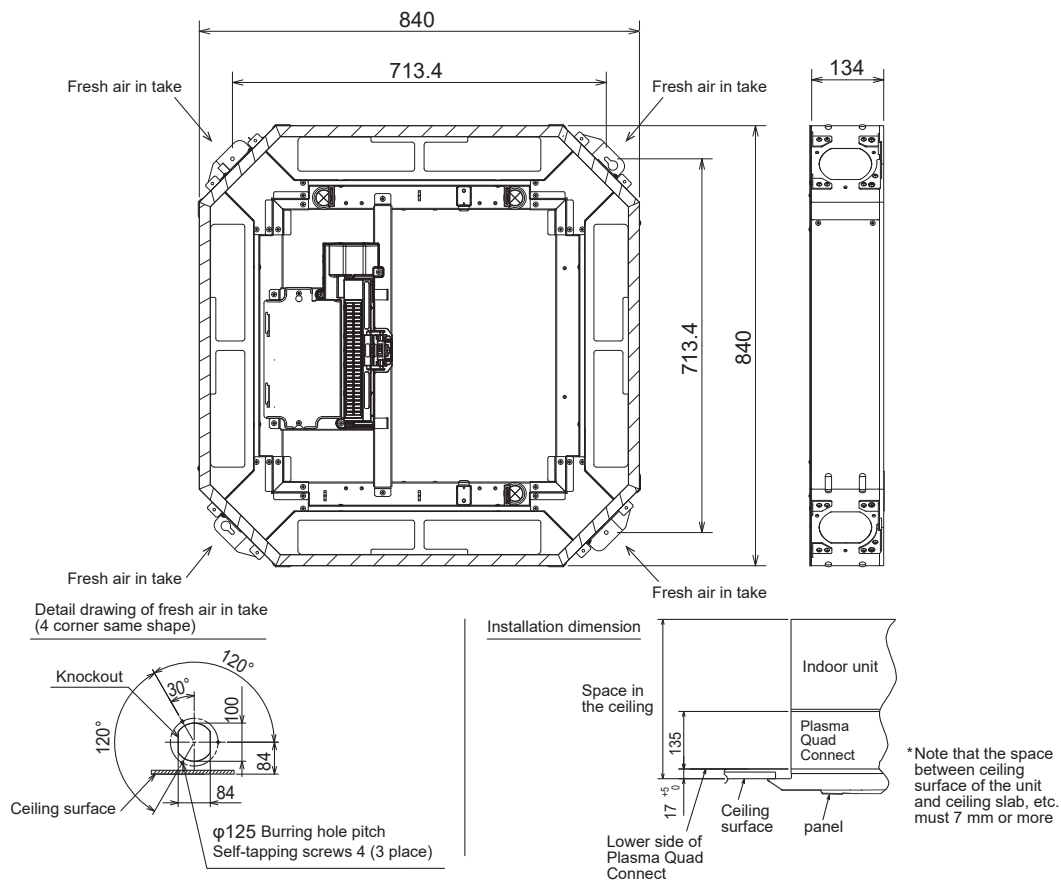 840
713.4
134
Fresh air in take
Fresh air in take
713.4
840
Fresh air in take
Fresh air in take
Detail drawing of fresh air in take
(4 corner same shape)
Knockout
120°
30°
100
120°
84
Ceiling surface
84
φ125 Burring hole pitch
Self-tapping screws 4 (3 place)
Installation dimension
Indoor unit
Space in
the ceiling
135
Plasma
Quad
Connect
17 +5 0
Ceiling
surface
panel
Lower side of
Plasma Quad
Connect
*Note that the space
between ceiling
surface of the unit
and ceiling slab, etc.
must 7 mm or more